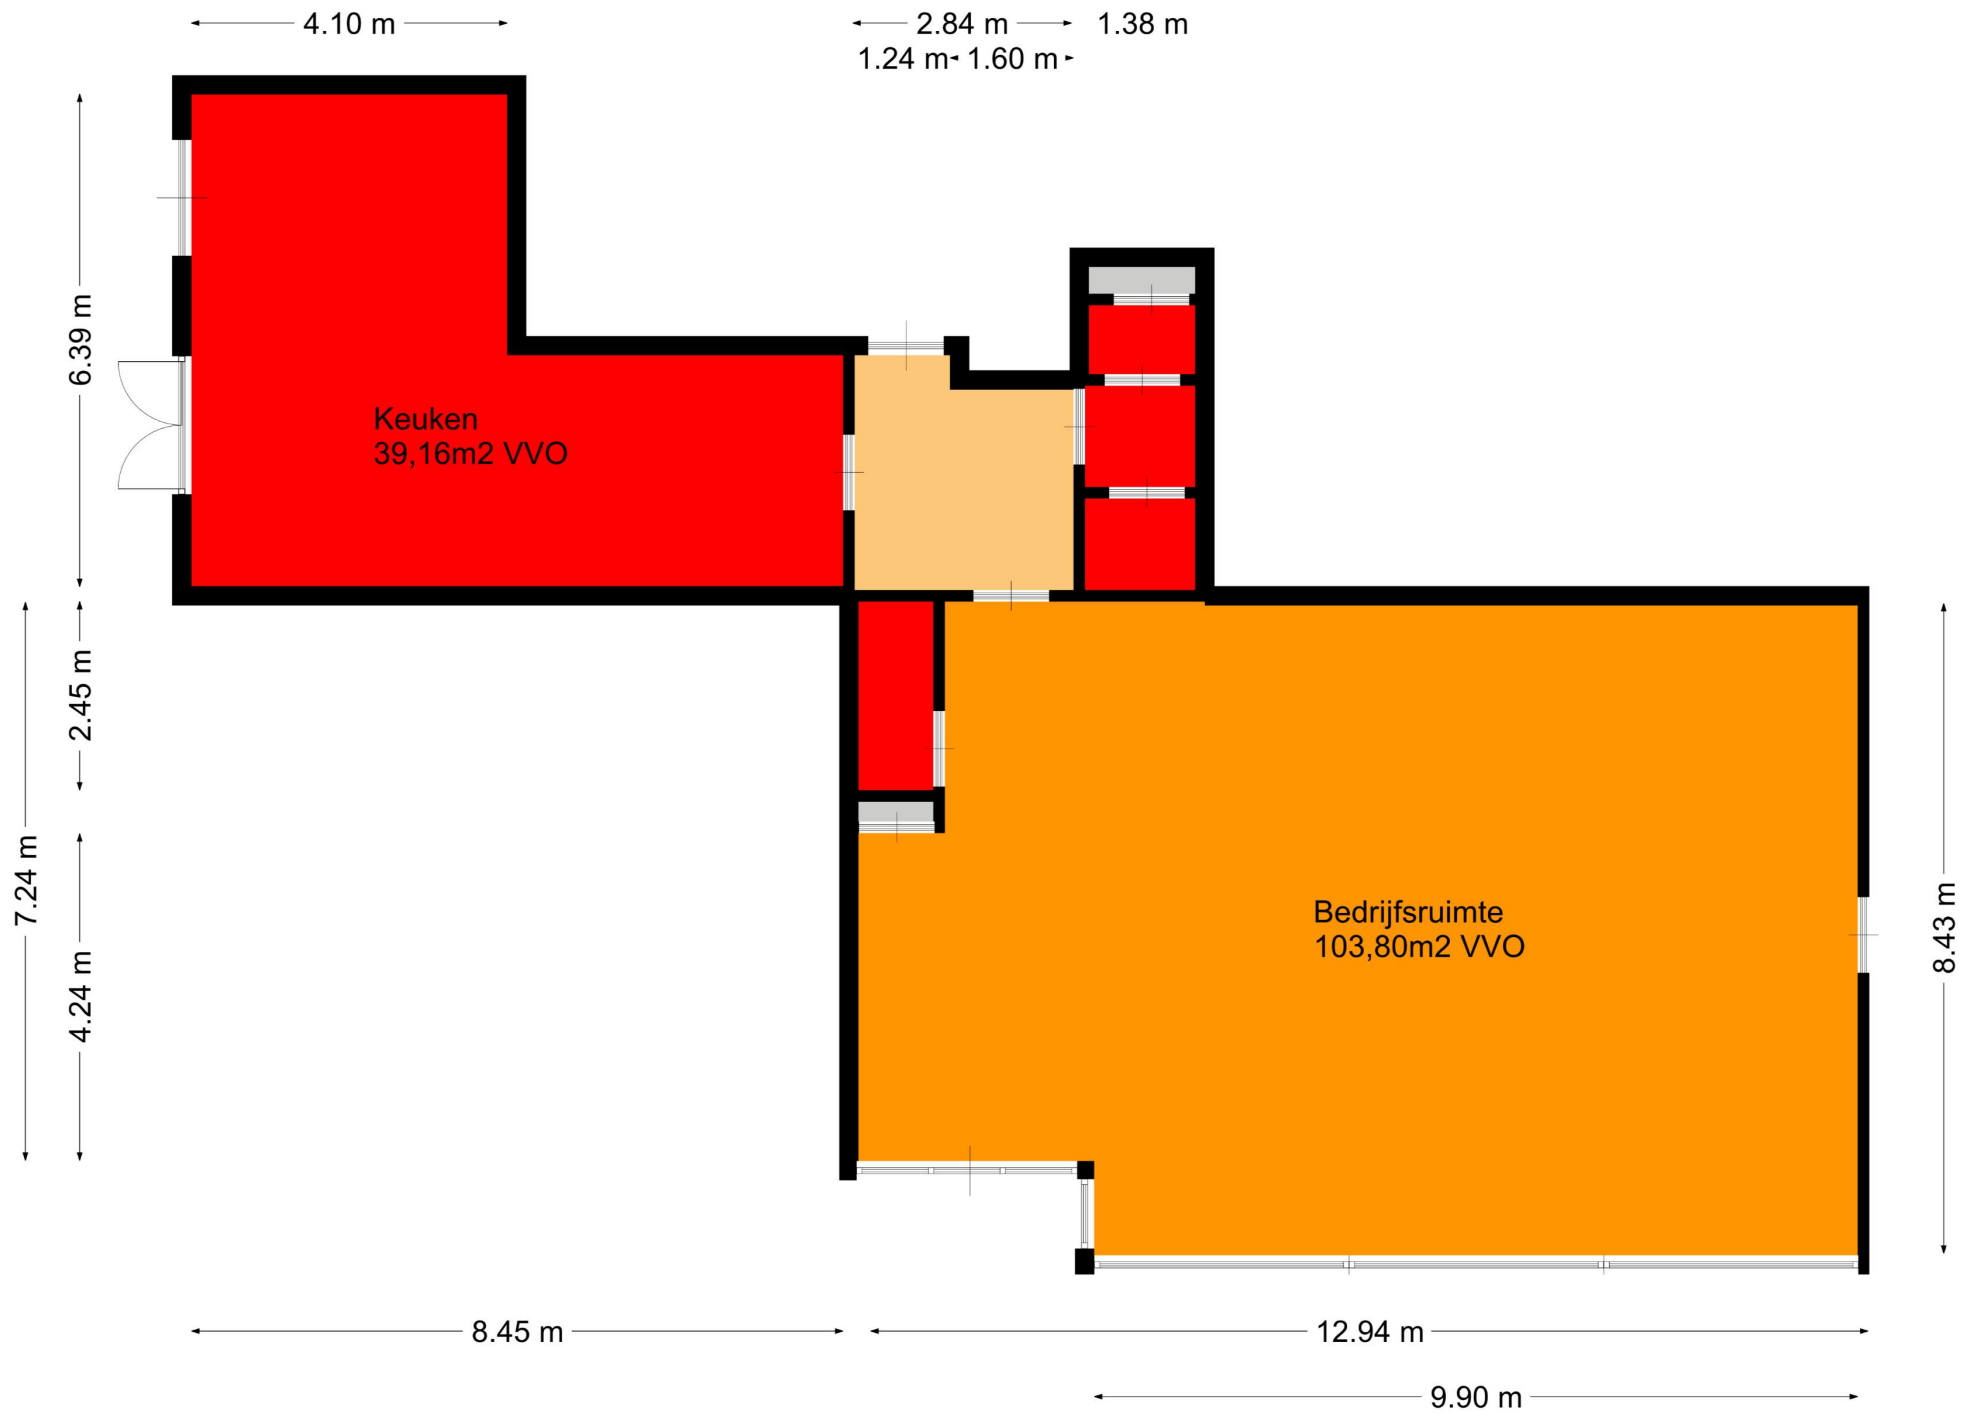 4.10 m
2.84 m
1.38 m
1.24 m
1.60 m
6.39 m
Keuken
39,16m2 VVO
2.45 m
7.24 m
4.24 m
Bedrijfsruimte
103,80m2 VVO
8.43 m
8.45 m
12.94 m
9.90 m